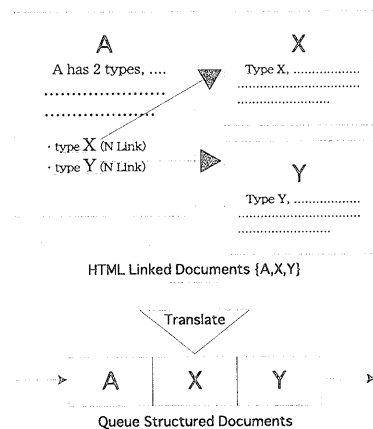 A
A has 2 types, ....
..............................
..........................
· type X (N Link)
· type Y (N Link)
X
Type X, ...................
..............................
......................
Y
Type Y, ...................
..............................
......................
HTML Linked Documents {A,X,Y}
Translate
A X Y
Queue Structured Documents